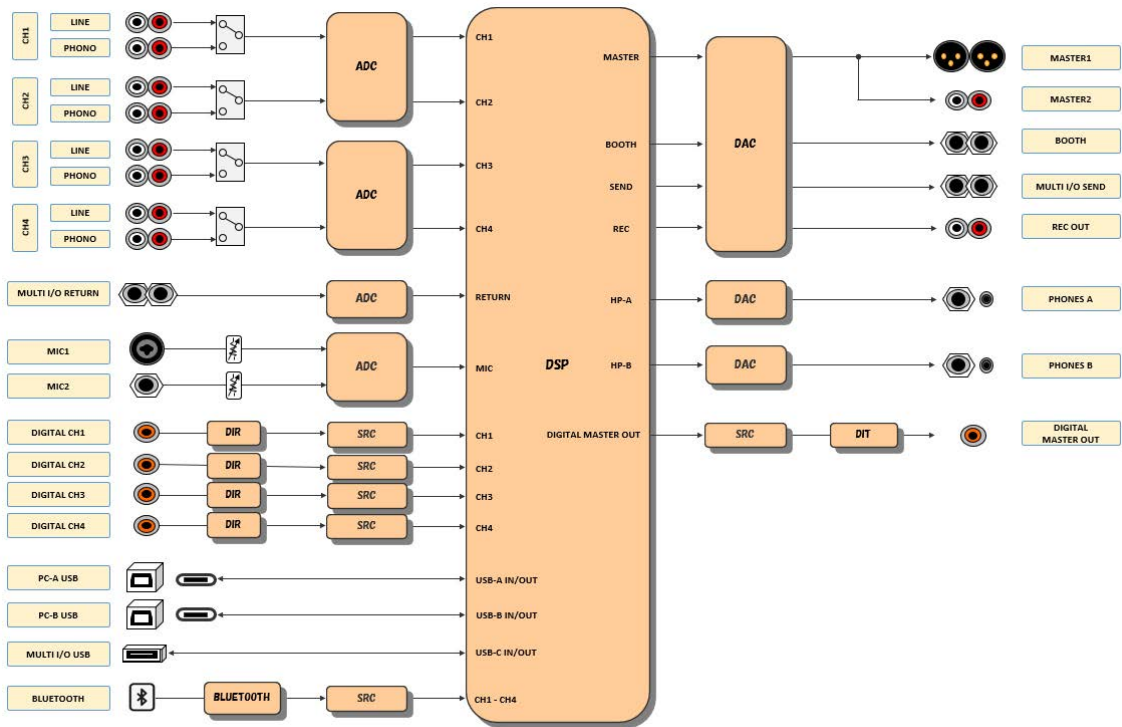 CH1
LINE
PHONO
CH2
LINE
PHONO
CH3
LINE
PHONO
CH4
LINE
PHONO
MULTI I/O RETURN
MIC1
MIC2
DIGITAL CH1
DIGITAL CH2
DIGITAL CH3
DIGITAL CH4
PC-A USB
PC-B USB
MULTI I/O USB
BLUETOOTH
ADC
ADC
ADC
ADC
DIR
SRC
DIR
SRC
DIR
SRC
DIR
SRC
BLUETOOTH
SRC
CH1
CH2
CH3
CH4
RETURN
MIC
CH1
CH2
CH3
CH4
USB-A IN/OUT
USB-B IN/OUT
USB-C IN/OUT
CH1 - CH4
DSP
MASTER
BOOTH
SEND
REC
HP-A
HP-B
DIGITAL MASTER OUT
DAC
DAC
DAC
SRC
DIT
MASTER1
MASTER2
BOOTH
MULTI I/O SEND
REC OUT
PHONES A
PHONES B
DIGITAL
MASTER OUT